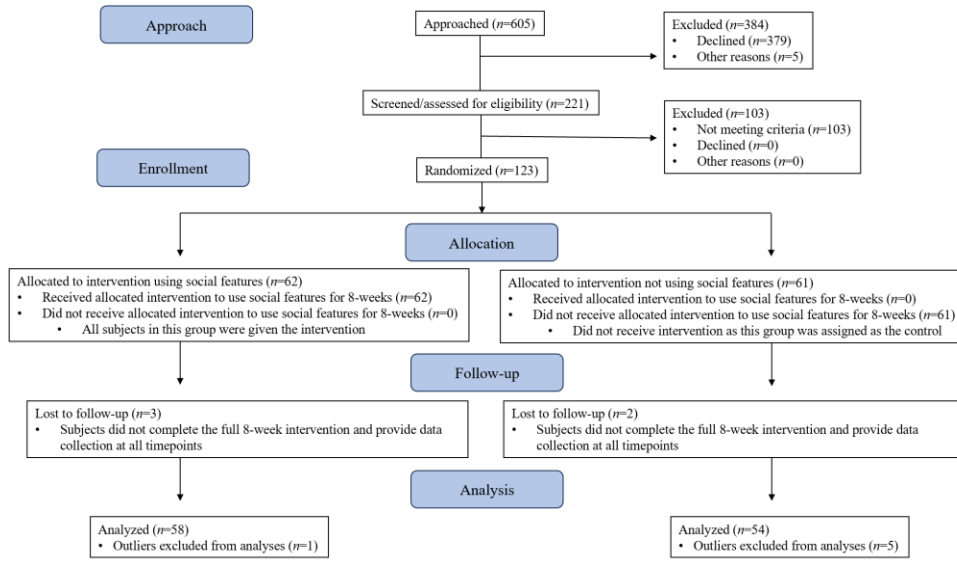 Approach
Approached (n=605)
Excluded (n=384)
• Declined (n=379)
• Other reasons (n=5)
Screened/assessed for eligibility (n=221)
Excluded (n=103)
• Not meeting criteria (n=103)
• Declined (n=0)
• Other reasons (n=0)
Enrollment
Randomized (n=123)
Allocation
Allocated to intervention using social features (n=62)
• Received allocated intervention to use social features for 8-weeks (n=62)
• Did not receive allocated intervention to use social features for 8-weeks (n=0)
• All subjects in this group were given the intervention
Allocated to intervention not using social features (n=61)
• Received allocated intervention to use social features for 8-weeks (n=0)
• Did not receive allocated intervention to use social features for 8-weeks (n=61)
• Did not receive intervention as this group was assigned as the control
Follow-up
Lost to follow-up (n=3)
• Subjects did not complete the full 8-week intervention and provide data
collection at all timepoints
Lost to follow-up (n=2)
• Subjects did not complete the full 8-week intervention and provide data
collection at all timepoints
Analysis
Analyzed (n=58)
• Outliers excluded from analyses (n=1)
Analyzed (n=54)
• Outliers excluded from analyses (n=5)